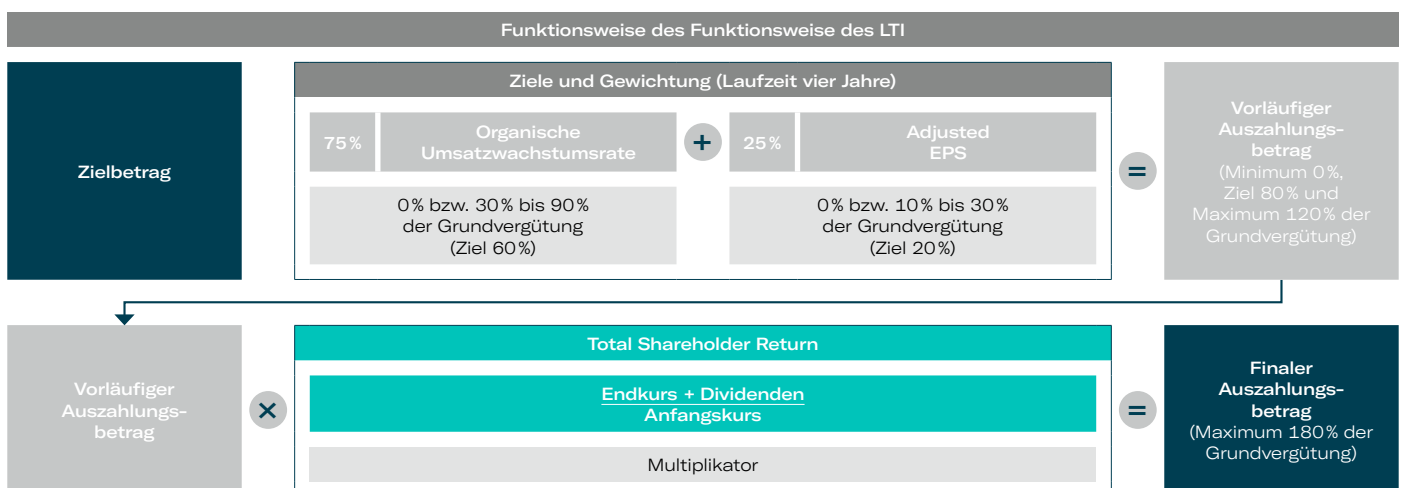 Funktionsweise des Funktionsweise des LTI
Zielbetrag
Ziele und Gewichtung (Laufzeit vier Jahre)
75 %
Organische
Umsatzwachstumsrate
+
25 %
Adjusted
EPS
0 % bzw. 30 % bis 90 %
der Grundvergütung
(Ziel 60 %)
0 % bzw. 10 % bis 30 %
der Grundvergütung
(Ziel 20 %)
=
Vorläufiger
Auszahlungs-
betrag
(Minimum 0 %,
Ziel 80 % und
Maximum 120 % der
Grundvergütung)
Vorläufiger
Auszahlungs-
betrag
×
Total Shareholder Return
Endkurs + Dividenden
Anfangskurs
Multiplikator
=
Finaler
Auszahlungs-
betrag
(Maximum 180 % der
Grundvergütung)